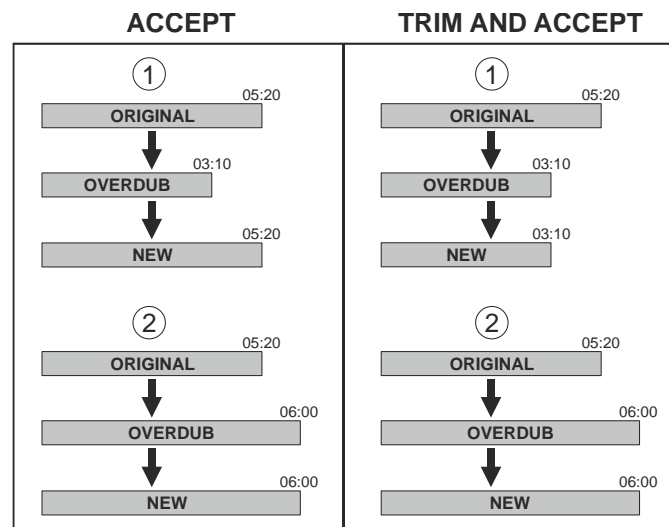 ACCEPT
1
05:20
ORIGINAL
03:10
OVERDUB
05:20
NEW
2
05:20
ORIGINAL
06:00
OVERDUB
06:00
NEW
TRIM AND ACCEPT
1
05:20
ORIGINAL
03:10
OVERDUB
03:10
NEW
2
05:20
ORIGINAL
06:00
OVERDUB
06:00
NEW